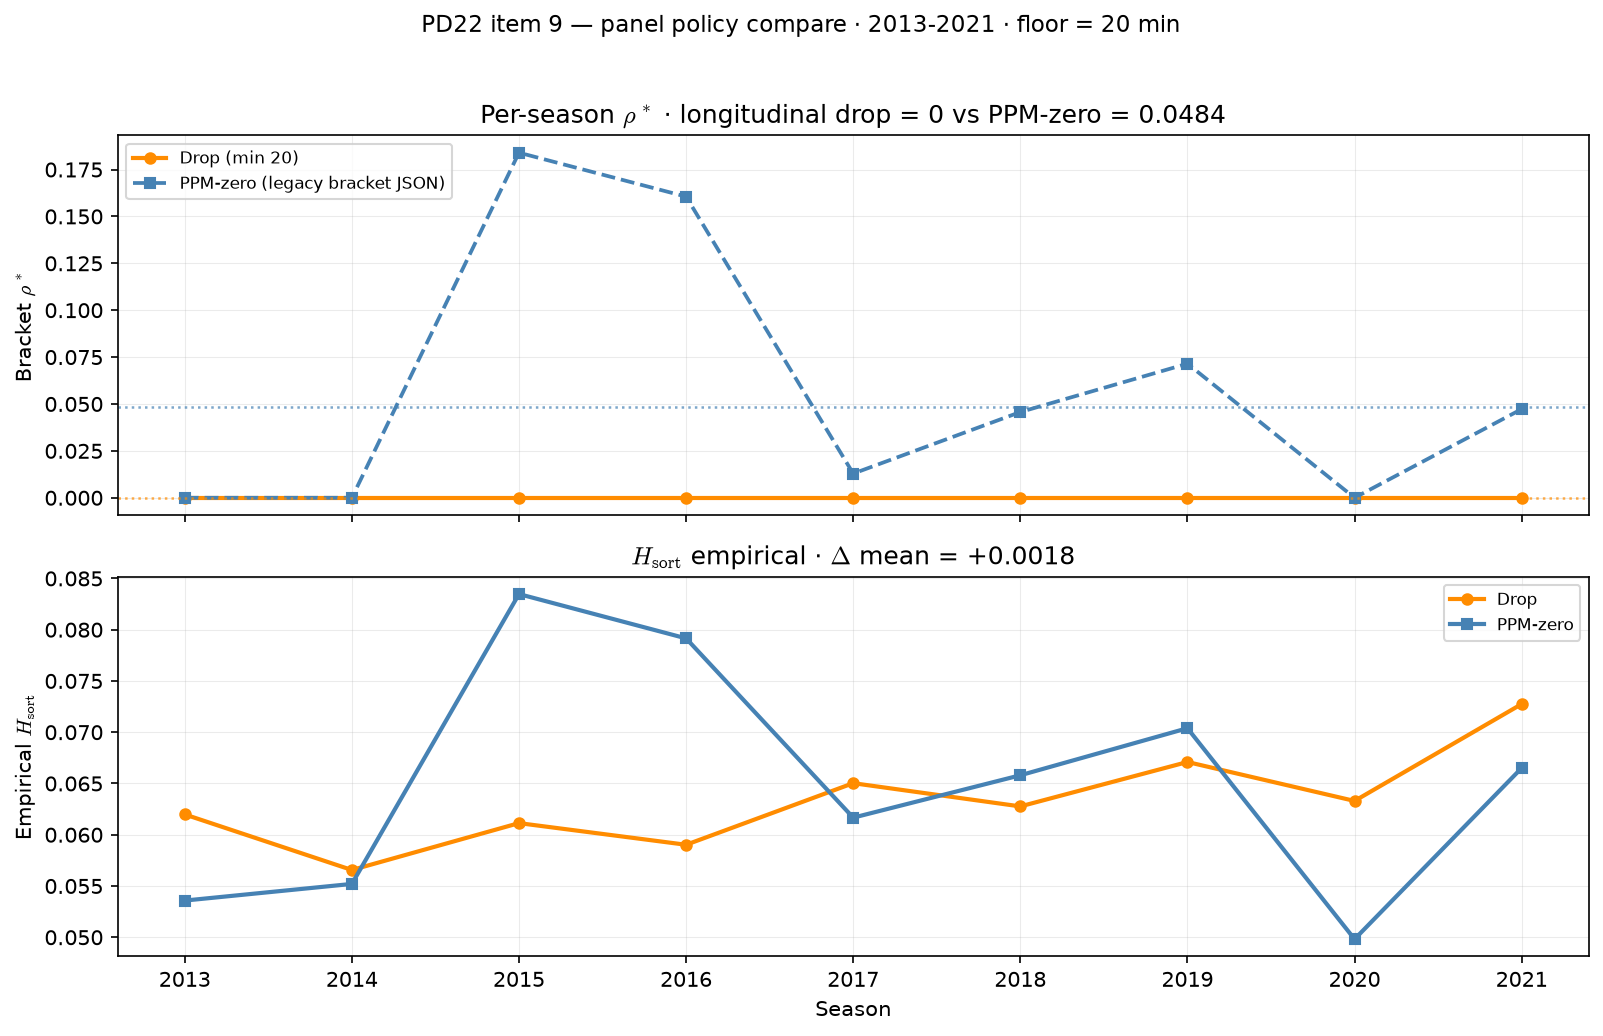 PD22 item 9 — panel policy compare · 2013-2021 · floor = 20 min
Per-season ρ* · longitudinal drop = 0 vs PPM-zero = 0.0484
Drop (min 20)
PPM-zero (legacy bracket JSON)
Bracket ρ*
0.175
0.150
0.125
0.100
0.075
0.050
0.025
0.000
H_sort empirical · Δ mean = +0.0018
Drop
PPM-zero
Empirical H_sort
0.085
0.080
0.075
0.070
0.065
0.060
0.055
0.050
2013 2014 2015 2016 2017 2018 2019 2020 2021
Season